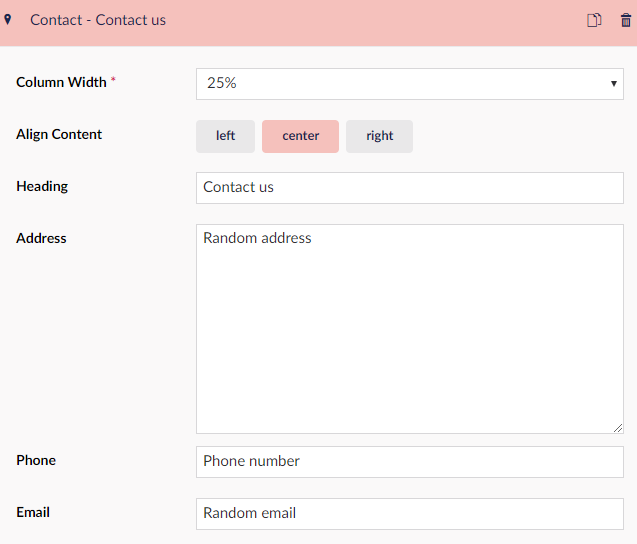 Contact - Contact us
Column Width * 25%
Align Content left center right
Heading Contact us
Address Random address
Phone Phone number
Email Random email